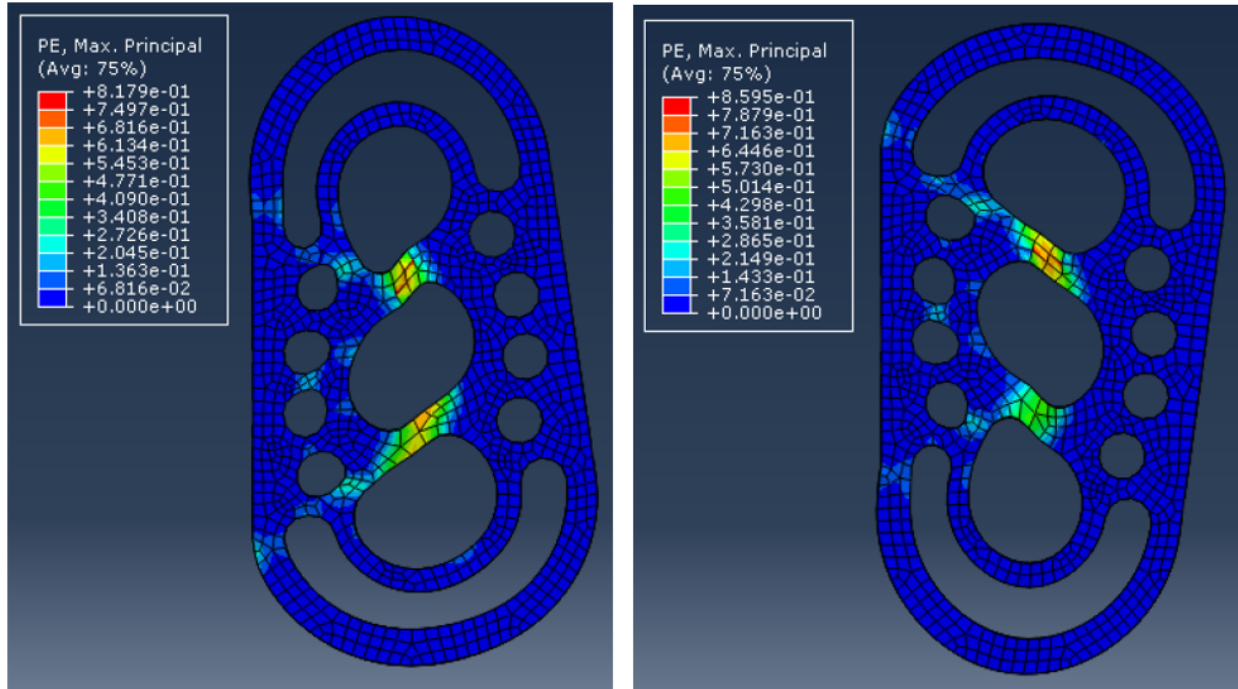 PE, Max. Principal
(Avg: 75%)
+8.179e-01
+7.497e-01
+6.816e-01
+6.134e-01
+5.453e-01
+4.771e-01
+4.090e-01
+3.408e-01
+2.726e-01
+2.045e-01
+1.363e-01
+6.816e-02
+0.000e+00
PE, Max. Principal
(Avg: 75%)
+8.595e-01
+7.879e-01
+7.163e-01
+6.446e-01
+5.730e-01
+5.014e-01
+4.298e-01
+3.581e-01
+2.865e-01
+2.149e-01
+1.433e-01
+7.163e-02
+0.000e+00